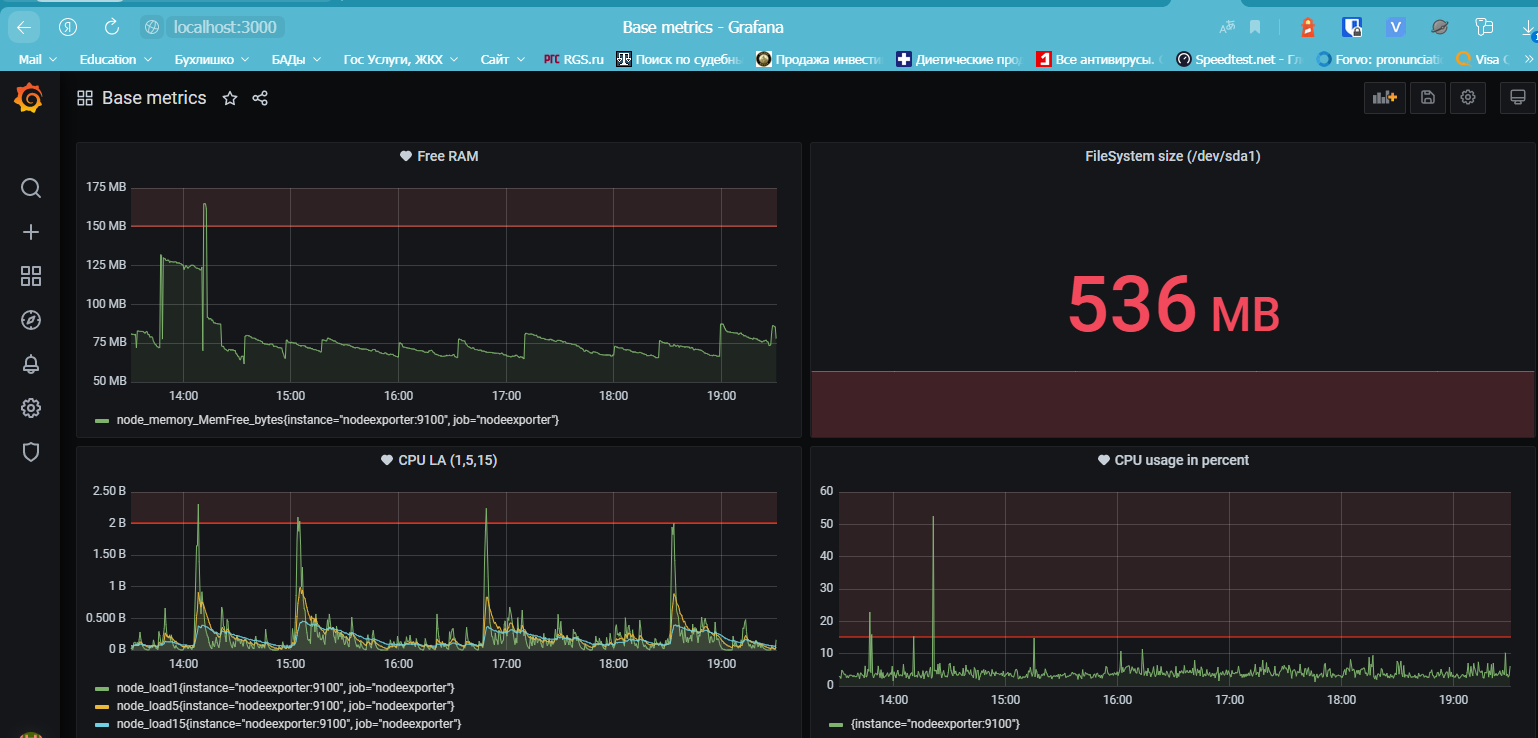 Я
localhost:3000
Base metrics - Grafana
V
Mail
Education
Бухлишко
БАДы
Гос Услуги, ЖКХ
Сайт
РГС RGS.ru
Поиск по судебн
Продажа инвести
Диетические про
1 Все антивирусы.
Speedtest.net - Гл
Forvo: pronunciati
Visa
»
Base metrics
Free RAM
175 MB
150 MB
125 MB
100 MB
75 MB
50 MB
14:00 15:00 16:00 17:00 18:00 19:00
node_memory_MemFree_bytes{instance="nodeexporter:9100", job="nodeexporter"}
FileSystem size (/dev/sda1)
536 MB
CPU LA (1,5,15)
2.50 B
2 B
1.50 B
1 B
0.500 B
0 B
14:00 15:00 16:00 17:00 18:00 19:00
node_load1{instance="nodeexporter:9100", job="nodeexporter"}
node_load5{instance="nodeexporter:9100", job="nodeexporter"}
node_load15{instance="nodeexporter:9100", job="nodeexporter"}
CPU usage in percent
60
50
40
30
20
10
0
14:00 15:00 16:00 17:00 18:00 19:00
{instance="nodeexporter:9100"}